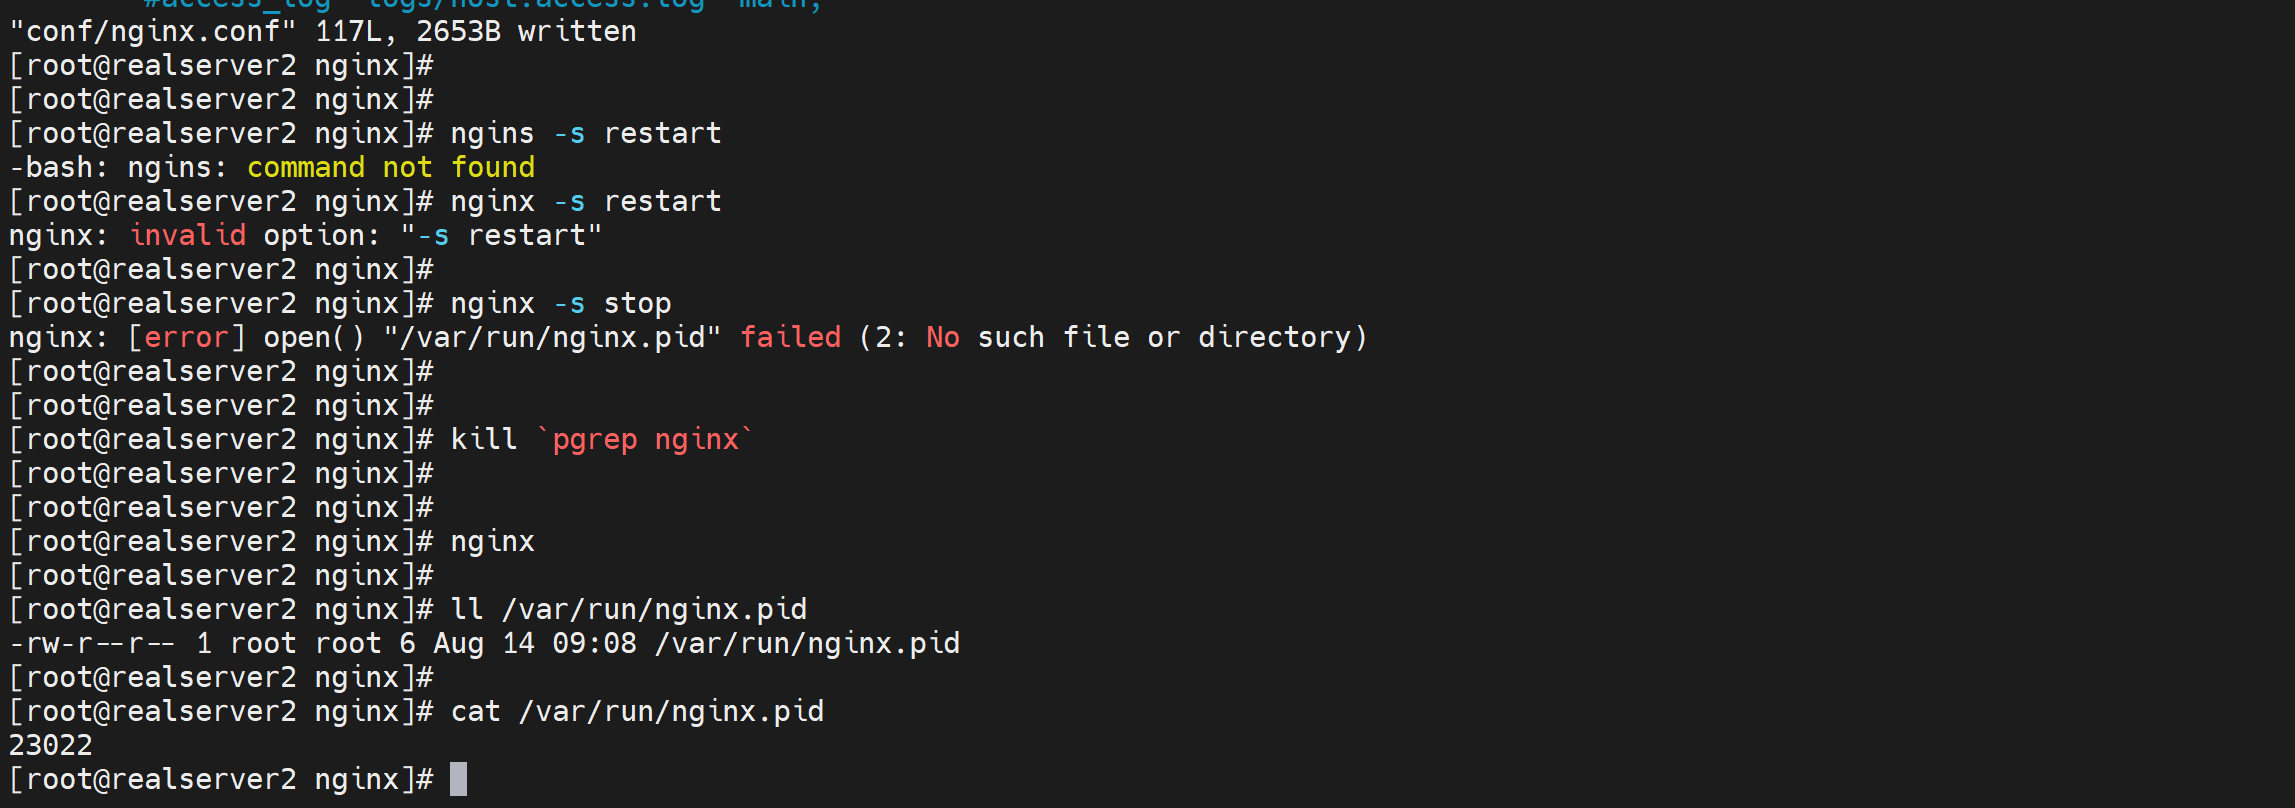 #access_log  logs/host.access.log  main;
"conf/nginx.conf" 117L, 2653B written
[root@realserver2 nginx]#
[root@realserver2 nginx]#
[root@realserver2 nginx]# ngins -s restart
-bash: ngins: command not found
[root@realserver2 nginx]# nginx -s restart
nginx: invalid option: "-s restart"
[root@realserver2 nginx]#
[root@realserver2 nginx]# nginx -s stop
nginx: [error] open() "/var/run/nginx.pid" failed (2: No such file or directory)
[root@realserver2 nginx]#
[root@realserver2 nginx]#
[root@realserver2 nginx]# kill `pgrep nginx`
[root@realserver2 nginx]#
[root@realserver2 nginx]#
[root@realserver2 nginx]# nginx
[root@realserver2 nginx]#
[root@realserver2 nginx]# ll /var/run/nginx.pid
-rw-r--r-- 1 root root 6 Aug 14 09:08 /var/run/nginx.pid
[root@realserver2 nginx]#
[root@realserver2 nginx]# cat /var/run/nginx.pid
23022
[root@realserver2 nginx]#